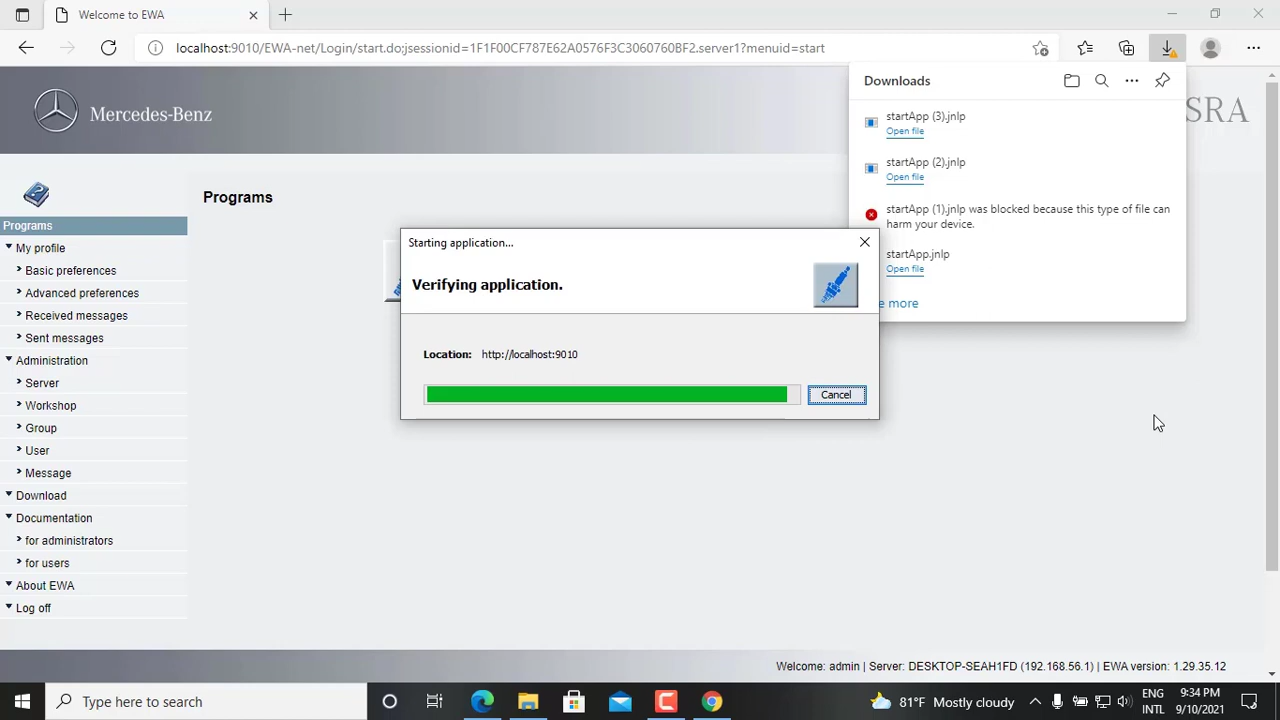 Welcome to EWA
localhost:9010/EWA-net/Login/start.do;jsessionid=1F1F00CF787E62A0576F3C3060760BF2.server1?menuid=start
Mercedes-Benz
SRA
Downloads
startApp (3).jnlp
Open file
startApp (2).jnlp
Open file
startApp (1).jnlp was blocked because this type of file can
harm your device.
startApp.jnlp
Open file
e more
Programs
Programs
My profile
Basic preferences
Advanced preferences
Received messages
Sent messages
Administration
Server
Workshop
Group
User
Message
Download
Documentation
for administrators
for users
About EWA
Log off
Starting application...
Verifying application.
Location: http://localhost:9010
Cancel
Welcome: admin | Server: DESKTOP-SEAH1FD (192.168.56.1) | EWA version: 1.29.35.12
Type here to search
81°F Mostly cloudy
ENG
INTL
9:34 PM
9/10/2021